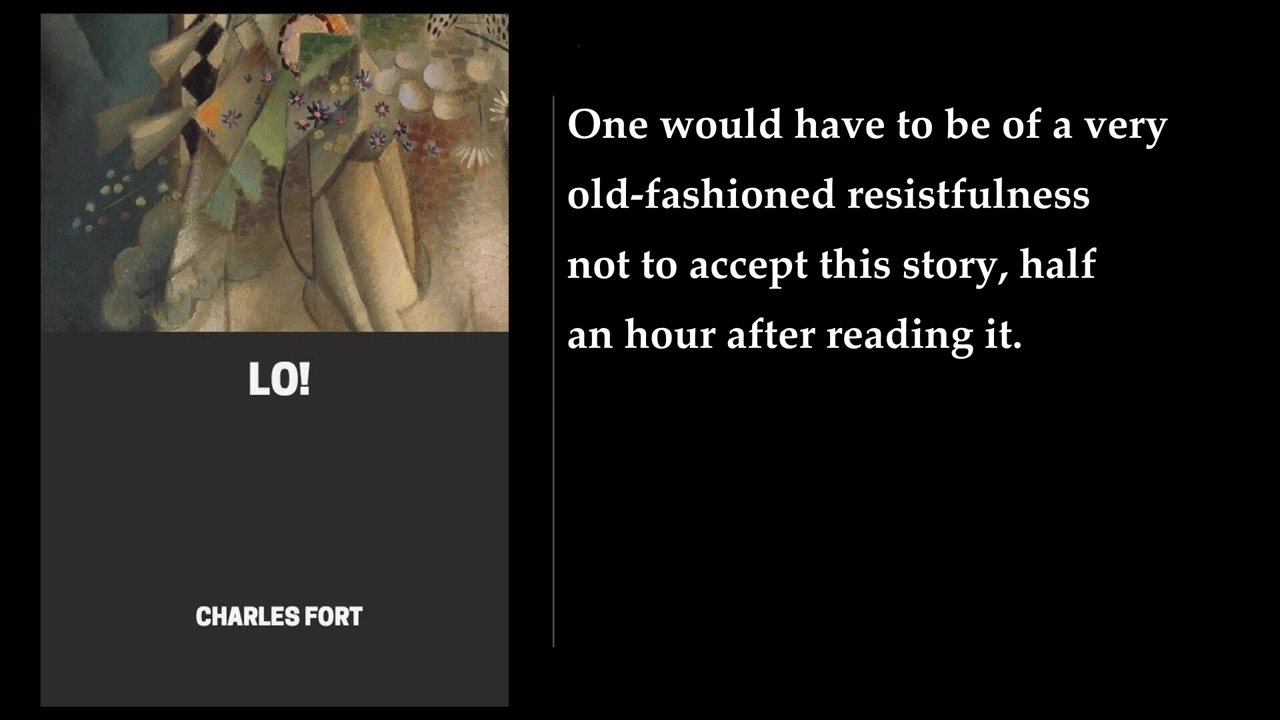 LO!
CHARLES FORT
One would have to be of a very
old-fashioned resistfulness
not to accept this story, half
an hour after reading it.